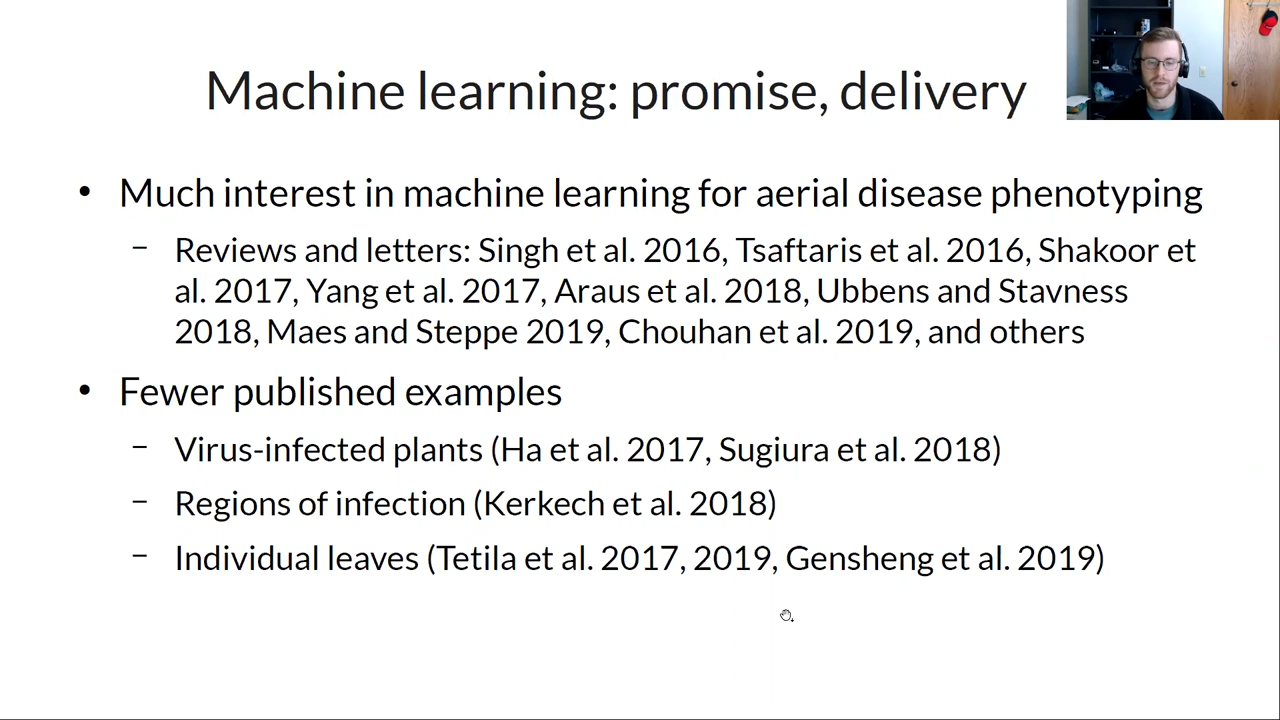 Machine learning: promise, delivery
• Much interest in machine learning for aerial disease phenotyping
– Reviews and letters: Singh et al. 2016, Tsaftaris et al. 2016, Shakoor et
al. 2017, Yang et al. 2017, Araus et al. 2018, Ubbens and Stavness
2018, Maes and Steppe 2019, Chouhan et al. 2019, and others
• Fewer published examples
– Virus-infected plants (Ha et al. 2017, Sugiura et al. 2018)
– Regions of infection (Kerkech et al. 2018)
– Individual leaves (Tetila et al. 2017, 2019, Gensheng et al. 2019)